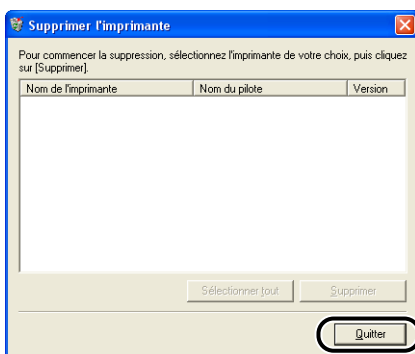 Supprimer l'imprimante
Pour commencer la suppression, sélectionnez l'imprimante de votre choix, puis cliquez
sur [Supprimer].
Nom de l'imprimante Nom du pilote Version
Sélectionner tout Supprimer
Quitter